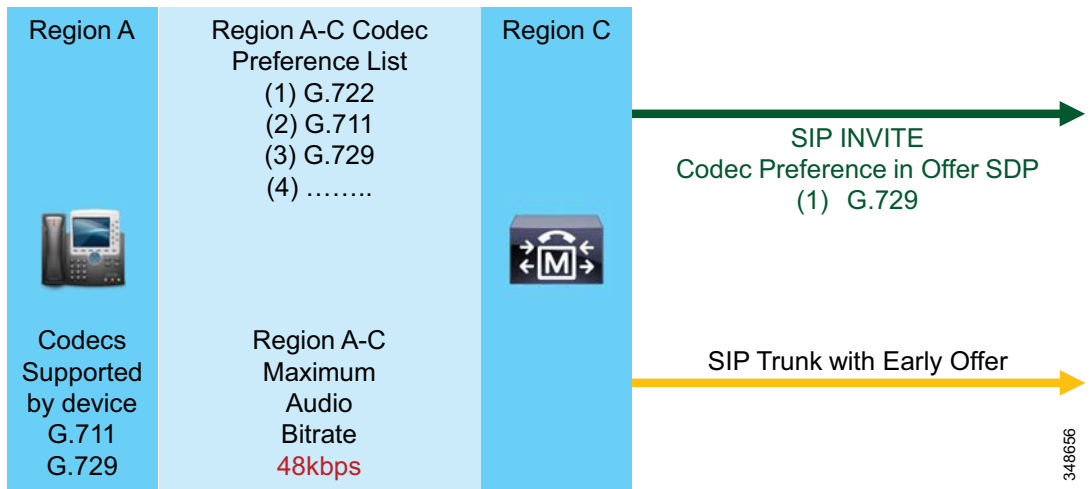 Region A
Region A-C Codec
Preference List
(1) G.722
(2) G.711
(3) G.729
(4) ……..
Region C
M
SIP INVITE
Codec Preference in Offer SDP
(1) G.729
Codecs
Supported
by device
G.711
G.729
Region A-C
Maximum
Audio
Bitrate
48kbps
SIP Trunk with Early Offer
348656